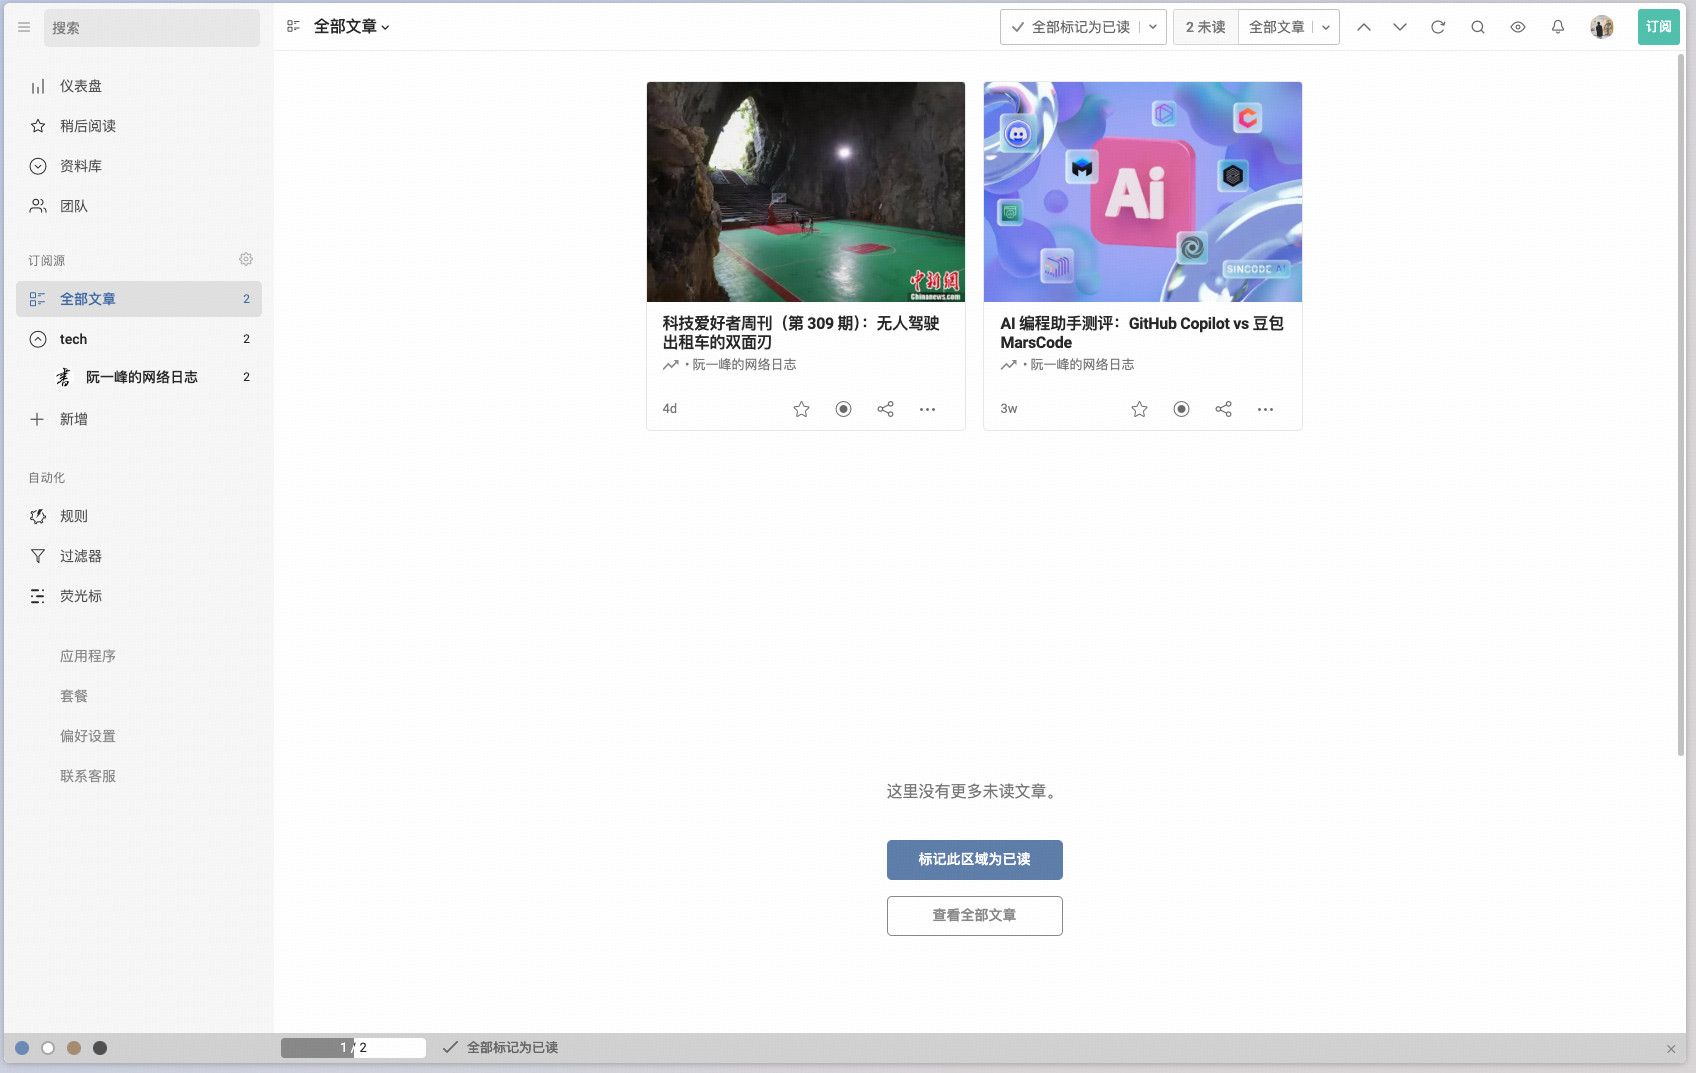 搜索
全部文章
全部标记为已读
2 未读
全部文章
订阅
仪表盘
稍后阅读
资料库
团队
订阅源
全部文章 2
tech 2
阮一峰的网络日志 2
新增
自动化
规则
过滤器
荧光标
应用程序
套餐
偏好设置
联系客服
中新網
Chinanews.com
科技爱好者周刊（第 309 期）：无人驾驶
出租车的双面刃
• 阮一峰的网络日志
4d
Ai
SINCODE AI
AI 编程助手测评：GitHub Copilot vs 豆包
MarsCode
• 阮一峰的网络日志
3w
这里没有更多未读文章。
标记此区域为已读
查看全部文章
1 / 2
全部标记为已读